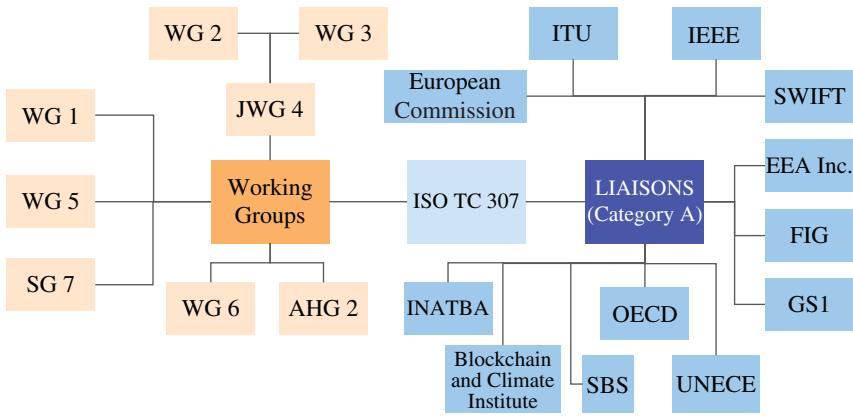 WG 2
WG 3
ITU
IEEE
European
Commission
SWIFT
WG 1
JWG 4
EEA Inc.
Working
Groups
ISO TC 307
LIAISONS
(Category A)
WG 5
FIG
SG 7
WG 6
AHG 2
INATBA
OECD
GS1
Blockchain
and Climate
Institute
SBS
UNECE